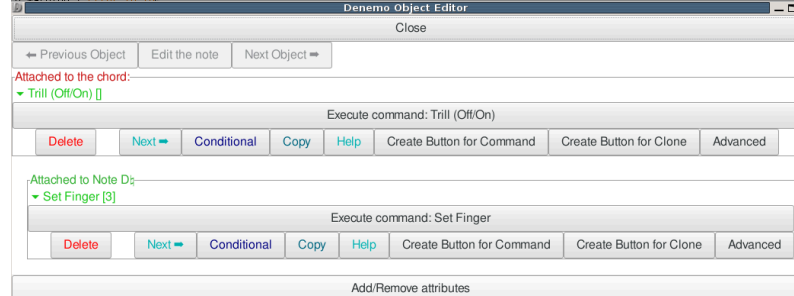 Denemo Object Editor
Close
⬅ Previous Object Edit the note Next Object ➡
Attached to the chord:
Trill (Off/On) []
Execute command: Trill (Off/On)
Delete Next ➡ Conditional Copy Help Create Button for Command Create Button for Clone Advanced
Attached to Note D♮
Set Finger [3]
Execute command: Set Finger
Delete Next ➡ Conditional Copy Help Create Button for Command Create Button for Clone Advanced
Add/Remove attributes